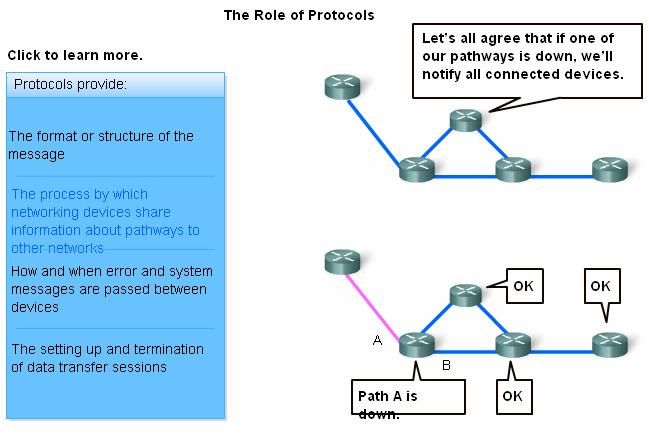 The Role of Protocols
Click to learn more.
Protocols provide:
The format or structure of the
message
The process by which
networking devices share
information about pathways to
other networks
How and when error and system
messages are passed between
devices
The setting up and termination
of data transfer sessions
Let's all agree that if one of
our pathways is down, we'll
notify all connected devices.
OK
OK
A
B
Path A is
down.
OK